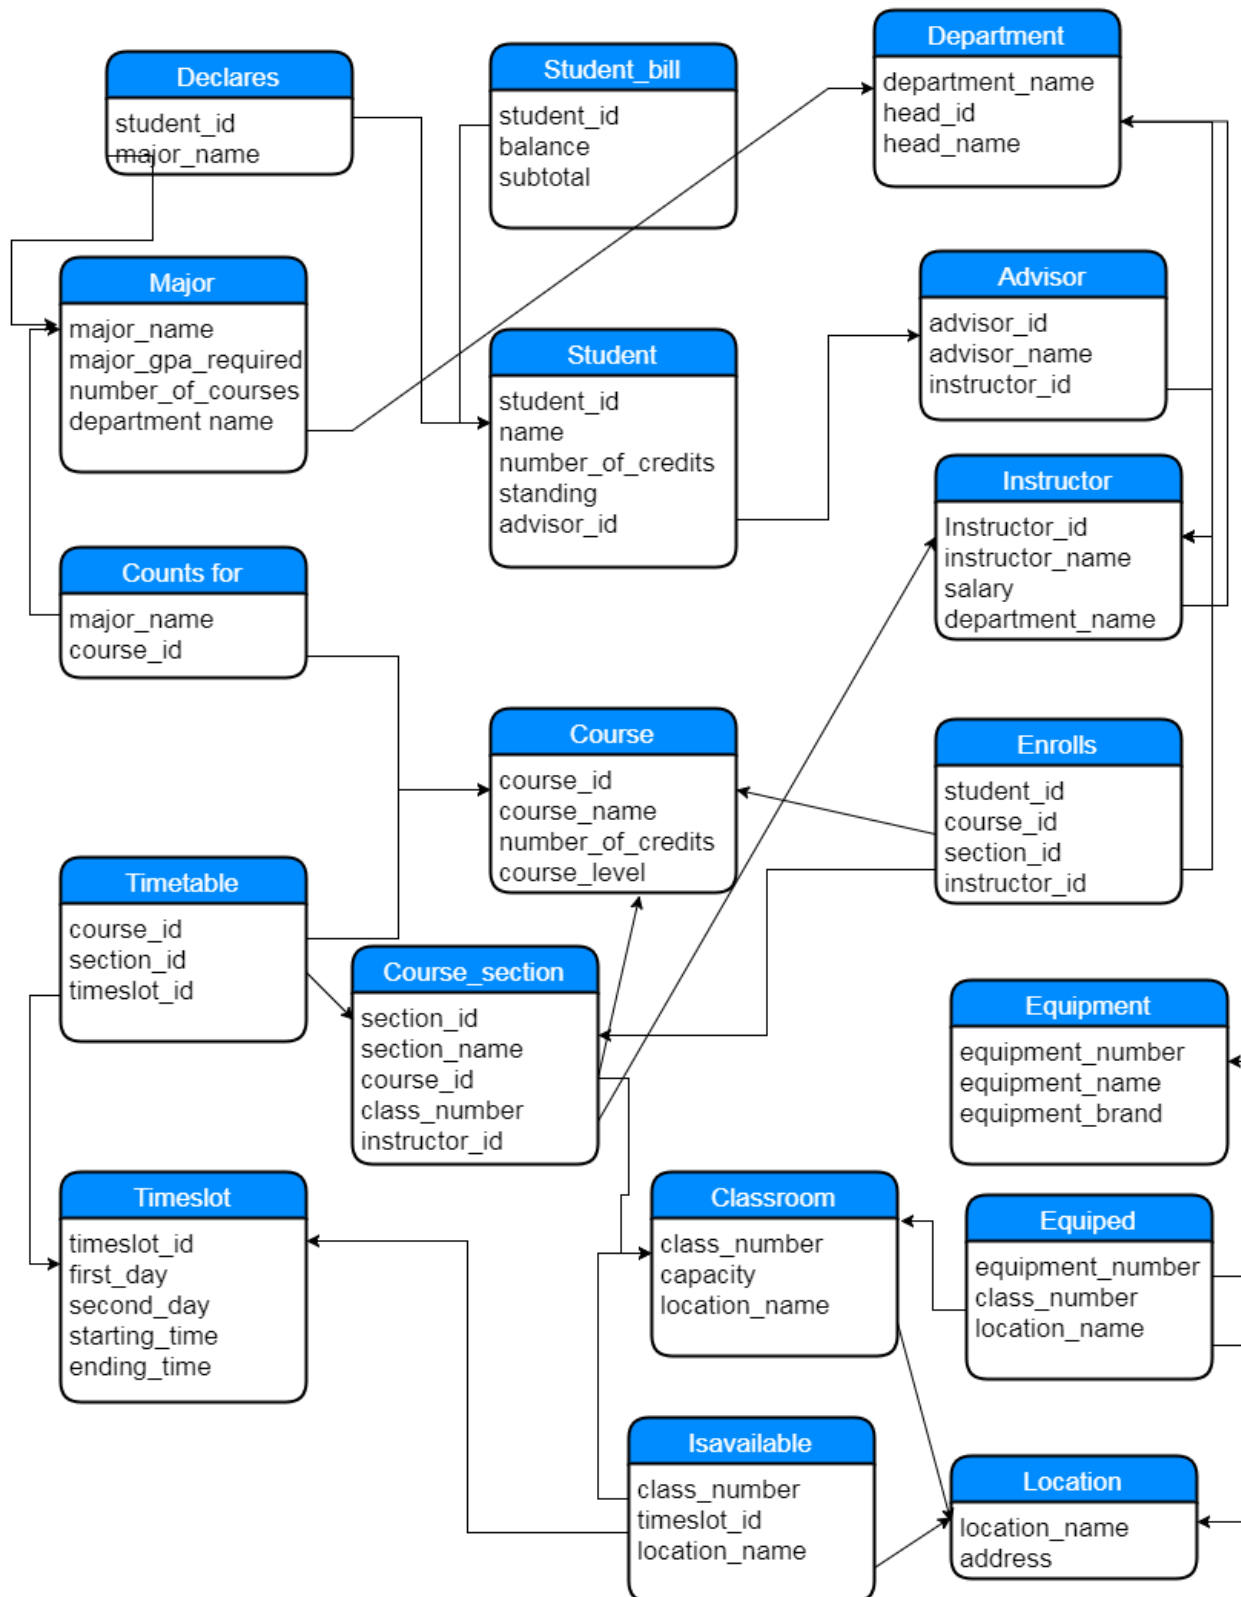 Declares
student_id
major_name
Student_bill
student_id
balance
subtotal
Department
department_name
head_id
head_name
Major
major_name
major_gpa_required
number_of_courses
department name
Student
student_id
name
number_of_credits
standing
advisor_id
Advisor
advisor_id
advisor_name
instructor_id
Instructor
Instructor_id
instructor_name
salary
department_name
Counts for
major_name
course_id
Course
course_id
course_name
number_of_credits
course_level
Enrolls
student_id
course_id
section_id
instructor_id
Timetable
course_id
section_id
timeslot_id
Course_section
section_id
section_name
course_id
class_number
instructor_id
Equipment
equipment_number
equipment_name
equipment_brand
Timeslot
timeslot_id
first_day
second_day
starting_time
ending_time
Classroom
class_number
capacity
location_name
Equiped
equipment_number
class_number
location_name
Isavailable
class_number
timeslot_id
location_name
Location
location_name
address